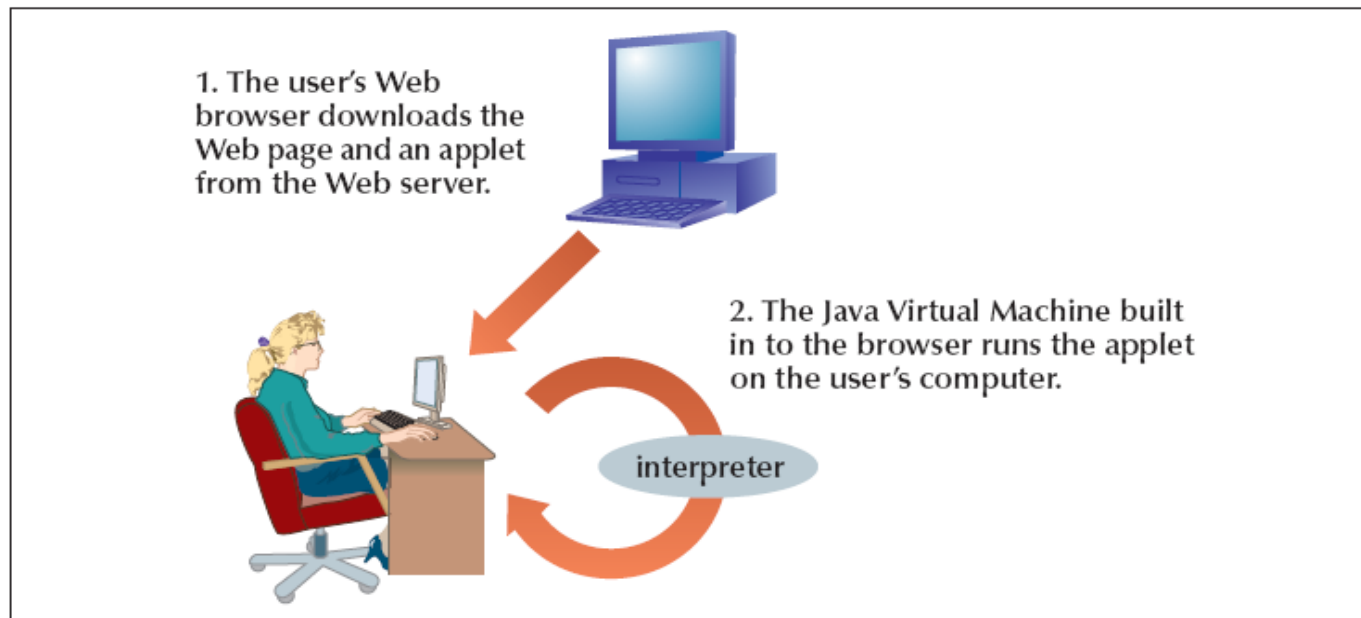 1. The user’s Web
browser downloads the
Web page and an applet
from the Web server.
2. The Java Virtual Machine built
in to the browser runs the applet
on the user’s computer.
interpreter